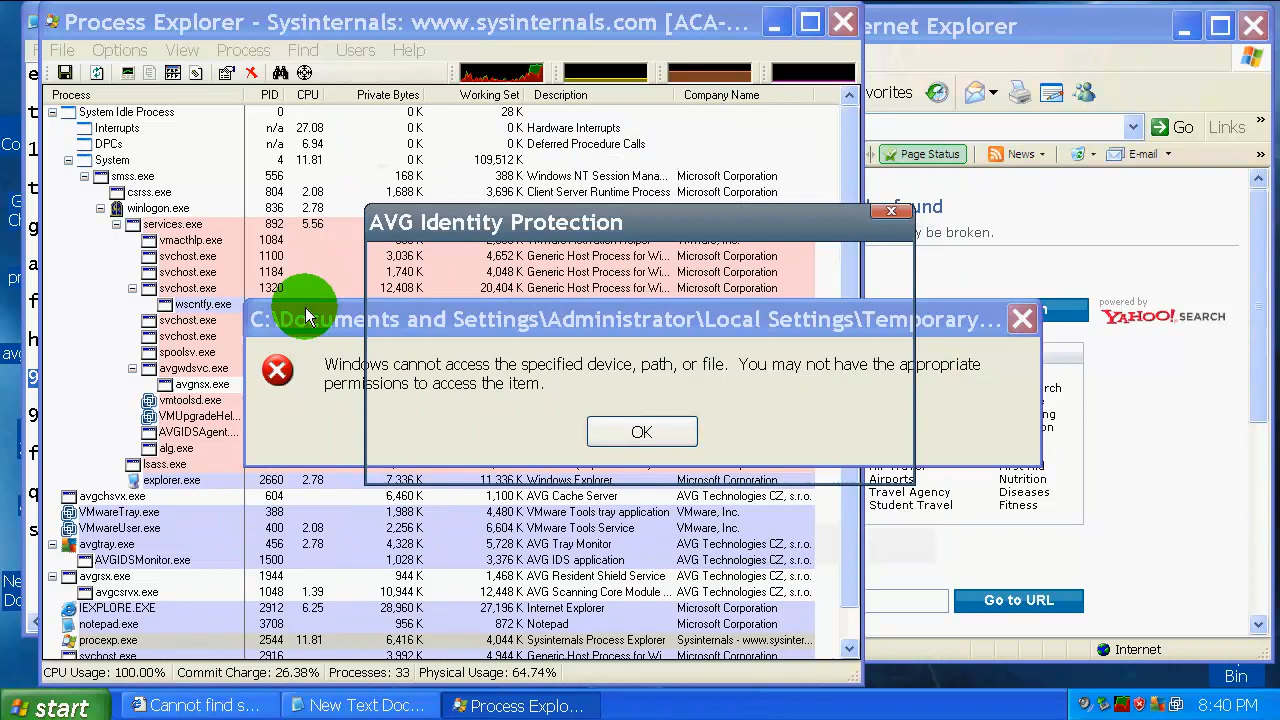 Process Explorer - Sysinternals: www.sysinternals.com [ACA-...
File Options View Process Find Users Help
Process PID CPU Private Bytes Working Set Description Company Name
System Idle Process 0 0 K 28 K
Interrupts n/a 27.08 0 K 0 K Hardware Interrupts
DPCs n/a 6.94 0 K 0 K Deferred Procedure Calls
System 4 11.81 0 K 109,512 K
smss.exe 556 168 K 388 K Windows NT Session Mana... Microsoft Corporation
csrss.exe 804 2.08 1,688 K 3,696 K Client Server Runtime Process Microsoft Corporation
winlogon.exe 836 2.78
services.exe 892 5.56
vmacthlp.exe 1084
svchost.exe 1100 3,036 K 4,652 K Generic Host Process for Wi... Microsoft Corporation
svchost.exe 1184 1,740 K 4,048 K Generic Host Process for Wi... Microsoft Corporation
svchost.exe 1320 12,408 K 20,404 K Generic Host Process for Wi... Microsoft Corporation
wscntfy.exe
svchost.exe
svchost.exe
spoolsv.exe
avgwdsvc.exe
avgnsx.exe
vmtoolsd.exe
VMUpgradeHel...
AVGIDSAgent....
alg.exe
lsass.exe
explorer.exe 2660 2.78 7,336 K 11,336 K Windows Explorer Microsoft Corporation
avgchsvx.exe 604 6,460 K 1,100 K AVG Cache Server AVG Technologies CZ, s.r.o.
VMwareTray.exe 388 1,988 K 4,480 K VMware Tools tray application VMware, Inc.
VMwareUser.exe 400 2.08 2,256 K 6,604 K VMware Tools Service VMware, Inc.
avgtray.exe 456 2.78 4,328 K 5,728 K AVG Tray Monitor AVG Technologies CZ, s.r.o.
AVGIDSMonitor.exe 1500 1,028 K 3,376 K AVG IDS application AVG Technologies CZ, s.r.o.
avgrsx.exe 1944 944 K 444 K AVG Resident Shield Service AVG Technologies CZ, s.r.o.
avgcsrvx.exe 1048 1.39 10,944 K 12,448 K AVG Scanning Core Module ... AVG Technologies CZ, s.r.o.
IEXPLORE.EXE 2912 6.25 28,960 K 27,196 K Internet Explorer Microsoft Corporation
notepad.exe 3708 956 K 872 K Notepad Microsoft Corporation
procexp.exe 2544 11.81 6,416 K 4,044 K Sysinternals Process Explorer Sysinternals - www.sysinter...
svchost.exe 2916 3,992 K 4,944 K Generic Host Process for Wi... Microsoft Corporation
CPU Usage: 100.00% Commit Charge: 26.38% Processes: 33 Physical Usage: 64.74%
AVG Identity Protection
C:\Documents and Settings\Administrator\Local Settings\Temporary...
Windows cannot access the specified device, path, or file. You may not have the appropriate
permissions to access the item.
OK
ernet Explorer
vorites
Go Links »
Page Status News E-mail »
found
y be broken.
powered by
YAHOO! SEARCH
Airports
Travel Agency
Student Travel
Nutrition
Diseases
Fitness
Go to URL
Internet
Bin
start Cannot find s... New Text Doc... Process Explo... 8:40 PM